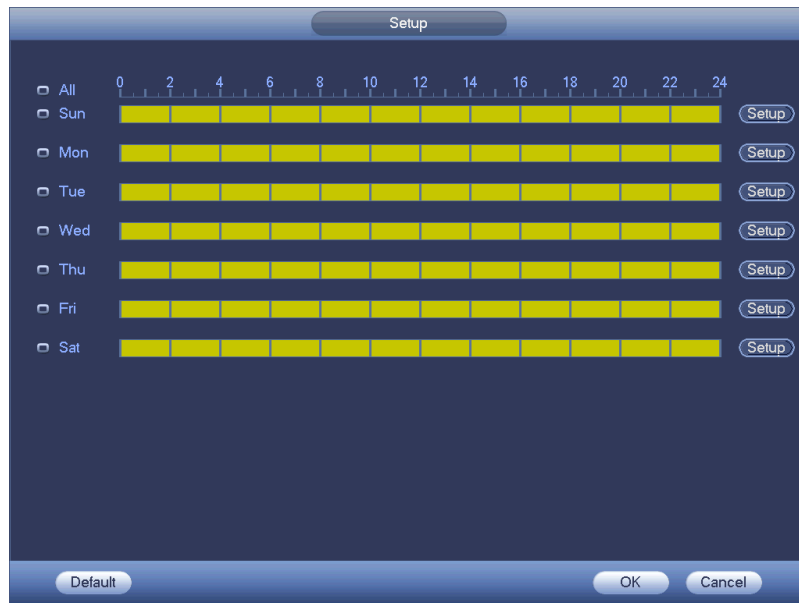 Setup
All 0 2 4 6 8 10 12 14 16 18 20 22 24
Sun Setup
Mon Setup
Tue Setup
Wed Setup
Thu Setup
Fri Setup
Sat Setup
Default OK Cancel